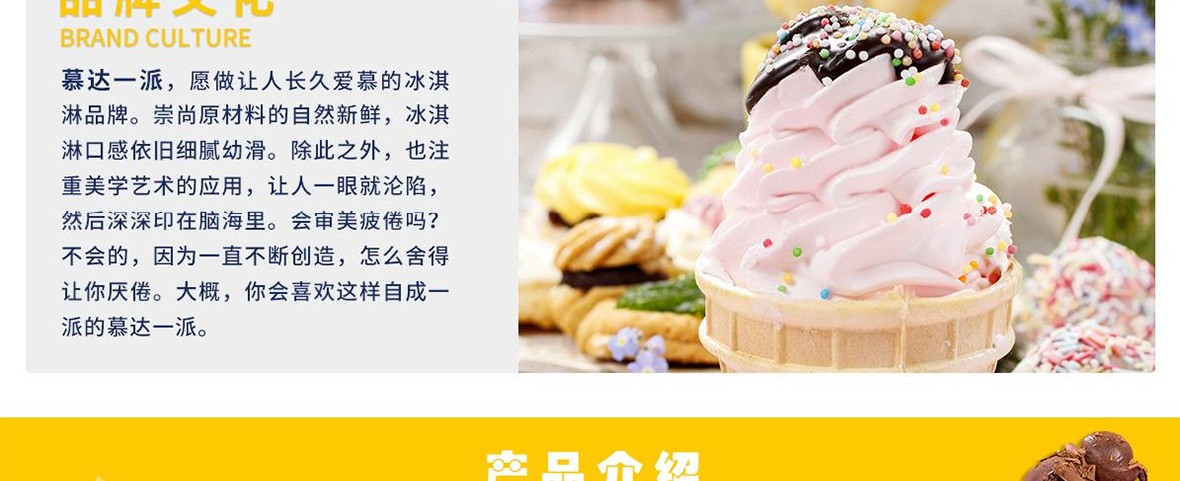 品牌文化
BRAND CULTURE
慕达一派，愿做让人长久爱慕的冰淇
淋品牌。崇尚原材料的自然新鲜，冰淇
淋口感依旧细腻幼滑。除此之外，也注
重美学艺术的应用，让人一眼就沦陷，
然后深深印在脑海里。会审美疲倦吗？
不会的，因为一直不断创造，怎么舍得
让你厌倦。大概，你会喜欢这样自成一
派的慕达一派。
产品介绍